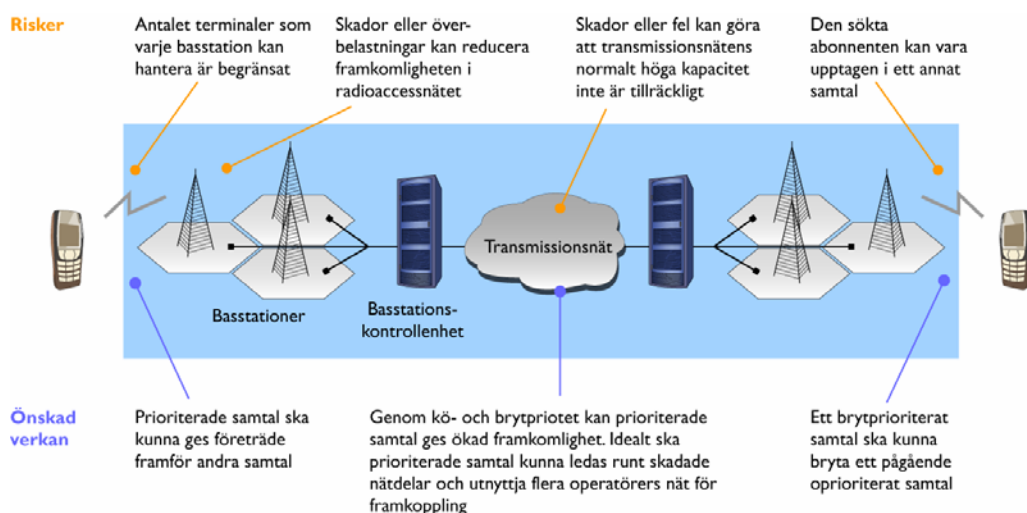 Risker
Antalet terminaler som
varje basstation kan
hantera är begränsat
Skador eller över-
belastningar kan reducera
framkomligheten i
radioaccessnätet
Skador eller fel kan göra
att transmissionsnätens
normalt höga kapacitet
inte är tillräckligt
Den sökta
abonnenten kan vara
upptagen i ett annat
samtal
Transmissionsnät
Basstationer
Basstations-
kontrollenhet
Önskad
verkan
Prioriterade samtal ska
kunna ges företräde
framför andra samtal
Genom kö- och brytpriotet kan prioriterade
samtal ges ökad framkomlighet. Idealt ska
prioriterade samtal kunna ledas runt skadade
nätdelar och utnyttja flera operatörers nät för
framkoppling
Ett brytprioriterat
samtal ska kunna
bryta ett pågående
oprioriterat samtal